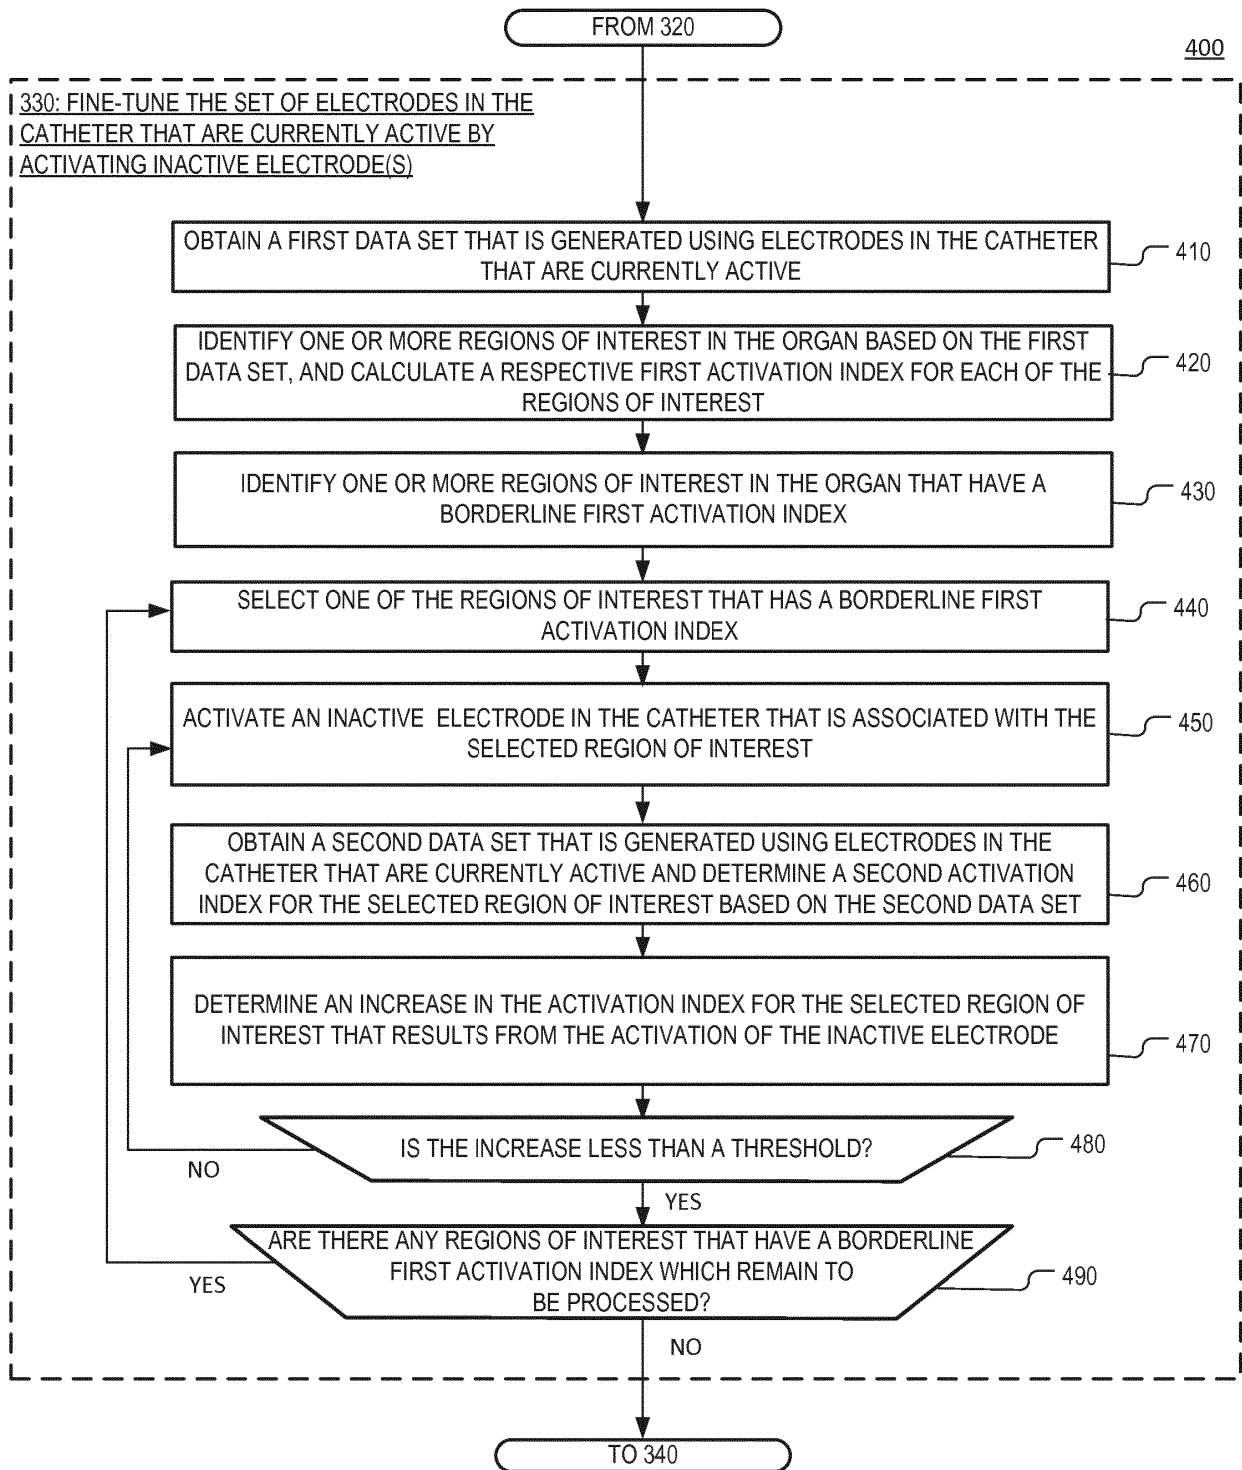 FROM 320
400
330: FINE-TUNE THE SET OF ELECTRODES IN THE
CATHETER THAT ARE CURRENTLY ACTIVE BY
ACTIVATING INACTIVE ELECTRODE(S)
OBTAIN A FIRST DATA SET THAT IS GENERATED USING ELECTRODES IN THE CATHETER
THAT ARE CURRENTLY ACTIVE
410
IDENTIFY ONE OR MORE REGIONS OF INTEREST IN THE ORGAN BASED ON THE FIRST
DATA SET, AND CALCULATE A RESPECTIVE FIRST ACTIVATION INDEX FOR EACH OF THE
REGIONS OF INTEREST
420
IDENTIFY ONE OR MORE REGIONS OF INTEREST IN THE ORGAN THAT HAVE A
BORDERLINE FIRST ACTIVATION INDEX
430
SELECT ONE OF THE REGIONS OF INTEREST THAT HAS A BORDERLINE FIRST
ACTIVATION INDEX
440
ACTIVATE AN INACTIVE ELECTRODE IN THE CATHETER THAT IS ASSOCIATED WITH THE
SELECTED REGION OF INTEREST
450
OBTAIN A SECOND DATA SET THAT IS GENERATED USING ELECTRODES IN THE
CATHETER THAT ARE CURRENTLY ACTIVE AND DETERMINE A SECOND ACTIVATION
INDEX FOR THE SELECTED REGION OF INTEREST BASED ON THE SECOND DATA SET
460
DETERMINE AN INCREASE IN THE ACTIVATION INDEX FOR THE SELECTED REGION OF
INTEREST THAT RESULTS FROM THE ACTIVATION OF THE INACTIVE ELECTRODE
470
IS THE INCREASE LESS THAN A THRESHOLD?
480
NO
YES
ARE THERE ANY REGIONS OF INTEREST THAT HAVE A BORDERLINE
FIRST ACTIVATION INDEX WHICH REMAIN TO
BE PROCESSED?
490
YES
NO
TO 340